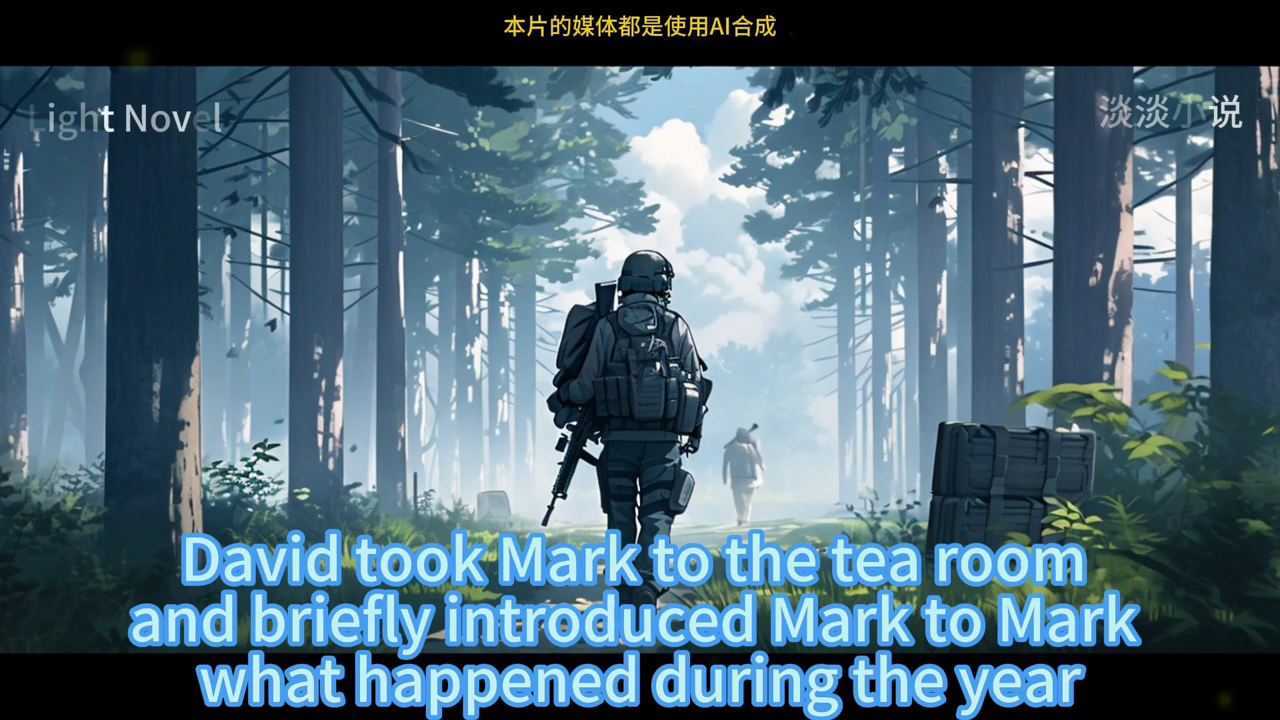 本片的媒体都是使用AI合成
Light Novel
淡淡小说
David took Mark to the tea room
and briefly introduced Mark to Mark
what happened during the year